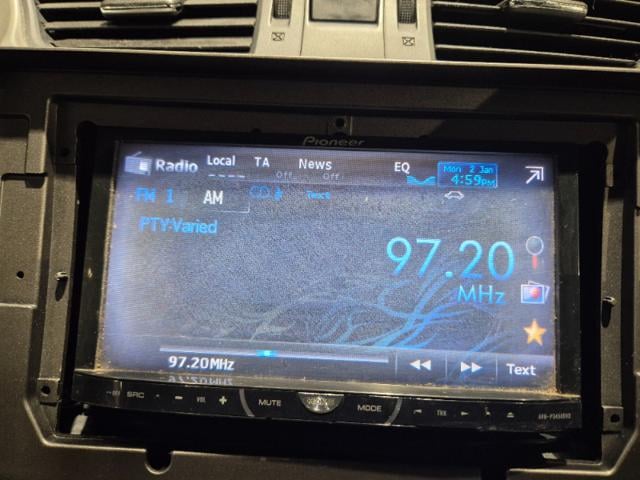 Pioneer
Radio Local TA Off News Off EQ Mon 2 Jan 4:59PM
FM 1 AM Text
PTY:Varied
97.20
MHz
97.20MHz Text
SRC VOL + MUTE MODE TRK